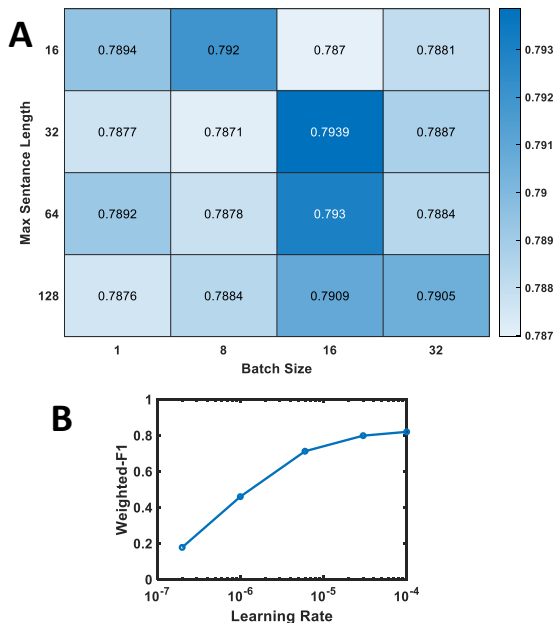 A
16 0.7894 0.792 0.787 0.7881
32 0.7877 0.7871 0.7939 0.7887
64 0.7892 0.7878 0.793 0.7884
128 0.7876 0.7884 0.7909 0.7905
1 8 16 32
Batch Size
Max Sentance Length
0.793
0.792
0.791
0.79
0.789
0.788
0.787
B
1
0.8
0.6
0.4
0.2
0
Weighted-F1
10^-7 10^-6 10^-5 10^-4
Learning Rate